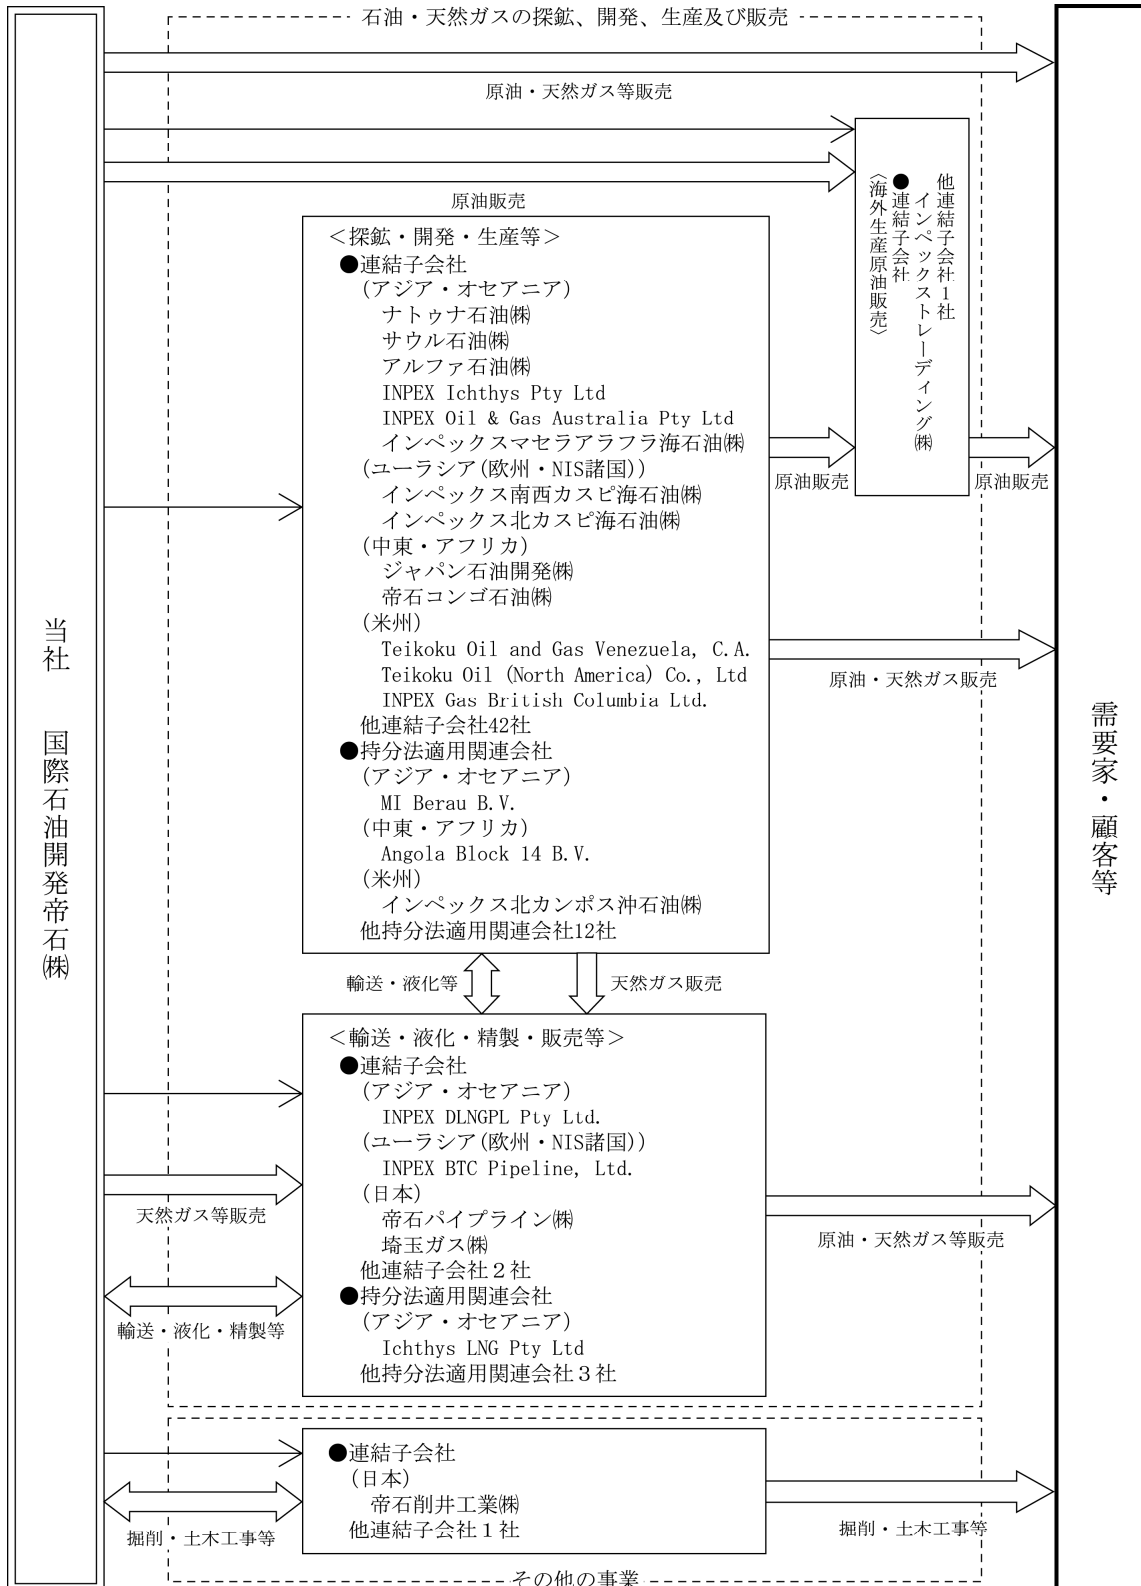 石油・天然ガスの探鉱、開発、生産及び販売
原油・天然ガス等販売
原油販売
〈海外生産原油販売〉
●連結子会社
インペックストレーディング㈱
他連結子会社１社
＜探鉱・開発・生産等＞
●連結子会社
(アジア・オセアニア)
ナトゥナ石油㈱
サウル石油㈱
アルファ石油㈱
INPEX Ichthys Pty Ltd
INPEX Oil & Gas Australia Pty Ltd
インペックスマセラアラフラ海石油㈱
(ユーラシア(欧州・NIS諸国))
インペックス南西カスピ海石油㈱
インペックス北カスピ海石油㈱
(中東・アフリカ)
ジャパン石油開発㈱
帝石コンゴ石油㈱
(米州)
Teikoku Oil and Gas Venezuela, C.A.
Teikoku Oil (North America) Co., Ltd
INPEX Gas British Columbia Ltd.
他連結子会社42社
●持分法適用関連会社
(アジア・オセアニア)
MI Berau B.V.
(中東・アフリカ)
Angola Block 14 B.V.
(米州)
インペックス北カンポス沖石油㈱
他持分法適用関連会社12社
原油販売
原油販売
原油・天然ガス販売
当社　国際石油開発帝石㈱
需要家・顧客等
輸送・液化等
天然ガス販売
＜輸送・液化・精製・販売等＞
●連結子会社
(アジア・オセアニア)
INPEX DLNGPL Pty Ltd.
(ユーラシア(欧州・NIS諸国))
INPEX BTC Pipeline, Ltd.
(日本)
帝石パイプライン㈱
埼玉ガス㈱
他連結子会社２社
●持分法適用関連会社
(アジア・オセアニア)
Ichthys LNG Pty Ltd
他持分法適用関連会社３社
天然ガス等販売
輸送・液化・精製等
原油・天然ガス等販売
●連結子会社
(日本)
帝石削井工業㈱
他連結子会社１社
掘削・土木工事等
掘削・土木工事等
その他の事業